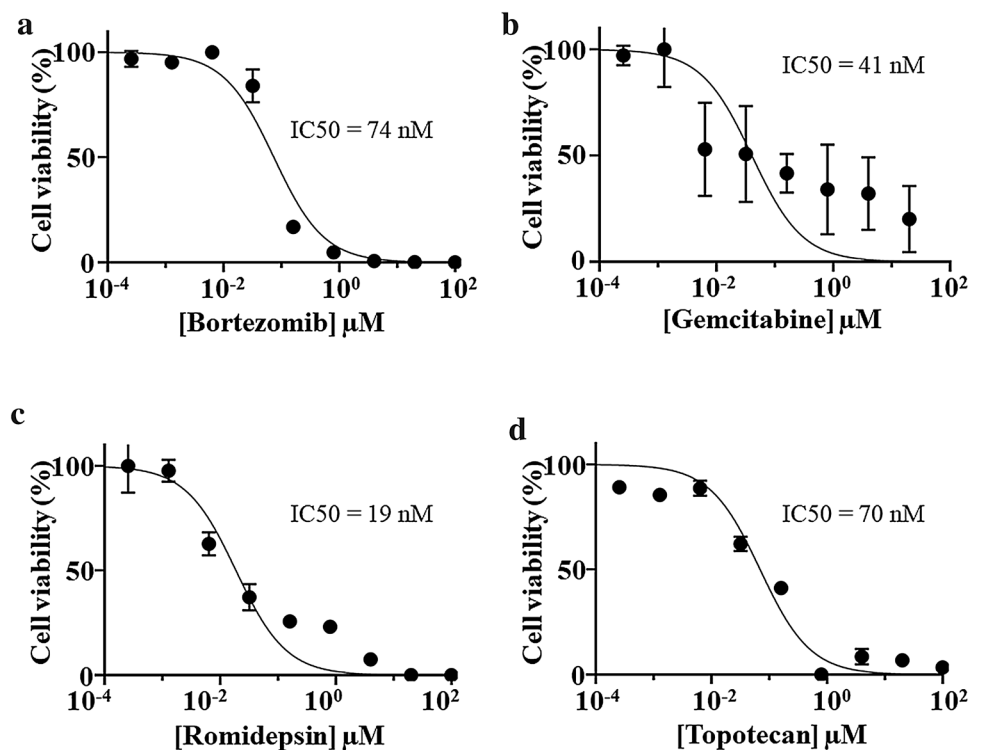 a
Cell viability (%)
100
50
0
IC50 = 74 nM
10-4
10-2
100
102
[Bortezomib] µM
b
Cell viability (%)
100
50
0
IC50 = 41 nM
10-4
10-2
100
102
[Gemcitabine] µM
c
Cell viability (%)
100
50
0
IC50 = 19 nM
10-4
10-2
100
102
[Romidepsin] µM
d
Cell viability (%)
100
50
0
IC50 = 70 nM
10-4
10-2
100
102
[Topotecan] µM